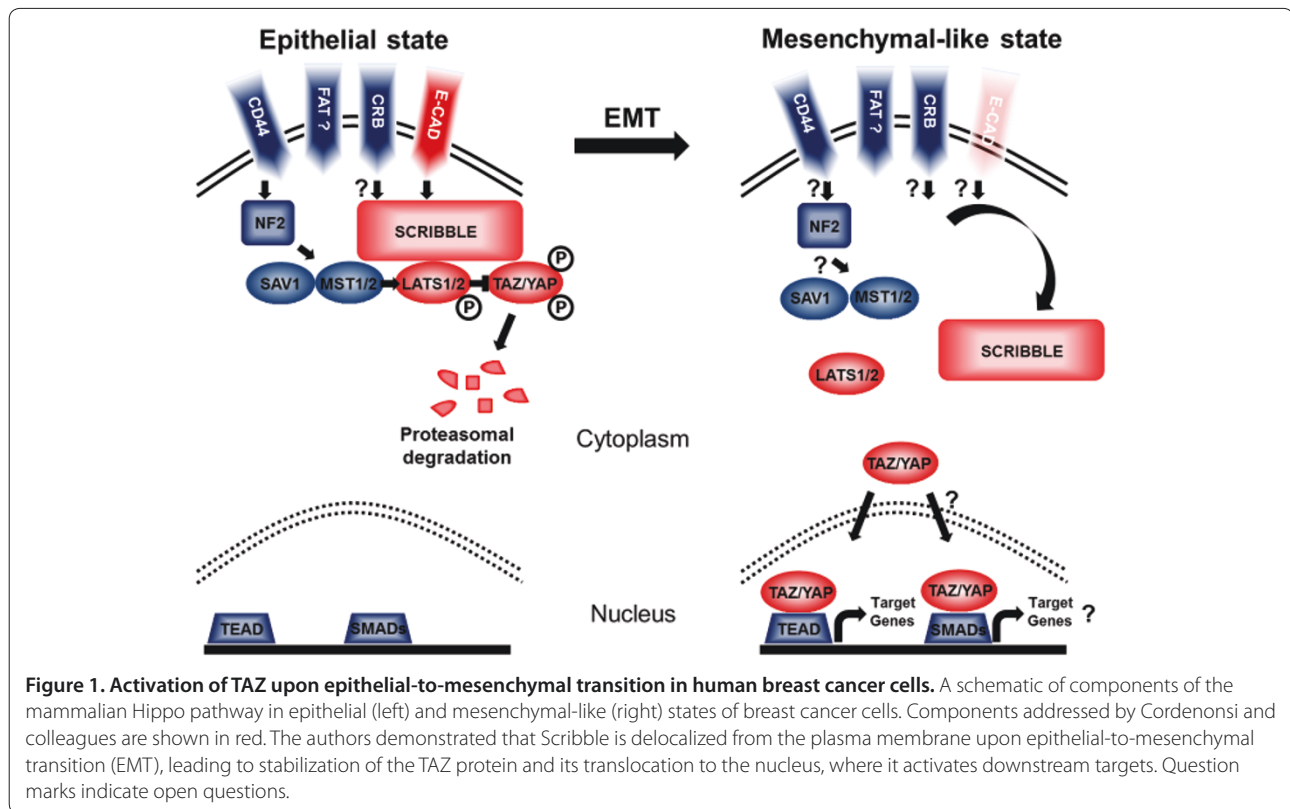 Epithelial state
Mesenchymal-like state
CD44
FAT ?
CRB
E-CAD
EMT
CD44
FAT ?
CRB
E-CAD
?
?
?
?
NF2
SCRIBBLE
NF2
SAV1
MST1/2
LATS1/2
TAZ/YAP
P
P
P
?
SAV1
MST1/2
SCRIBBLE
LATS1/2
Proteasomal
degradation
Cytoplasm
TAZ/YAP
?
Nucleus
TEAD
SMADs
TAZ/YAP
TEAD
Target
Genes
TAZ/YAP
SMADs
Target
Genes
?
Figure 1. Activation of TAZ upon epithelial-to-mesenchymal transition in human breast cancer cells. A schematic of components of the
mammalian Hippo pathway in epithelial (left) and mesenchymal-like (right) states of breast cancer cells. Components addressed by Cordenonsi and
colleagues are shown in red. The authors demonstrated that Scribble is delocalized from the plasma membrane upon epithelial-to-mesenchymal
transition (EMT), leading to stabilization of the TAZ protein and its translocation to the nucleus, where it activates downstream targets. Question
marks indicate open questions.